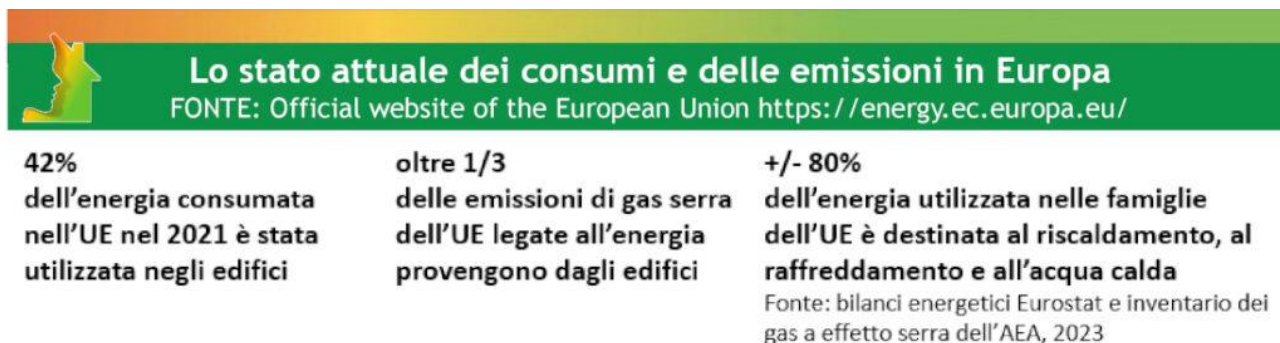 Lo stato attuale dei consumi e delle emissioni in Europa
FONTE: Official website of the European Union https://energy.ec.europa.eu/
42%
dell'energia consumata
nell'UE nel 2021 è stata
utilizzata negli edifici
oltre 1/3
delle emissioni di gas serra
dell'UE legate all'energia
provengono dagli edifici
+/- 80%
dell'energia utilizzata nelle famiglie
dell'UE è destinata al riscaldamento, al
raffreddamento e all'acqua calda
Fonte: bilanci energetici Eurostat e inventario dei
gas a effetto serra dell'AEA, 2023